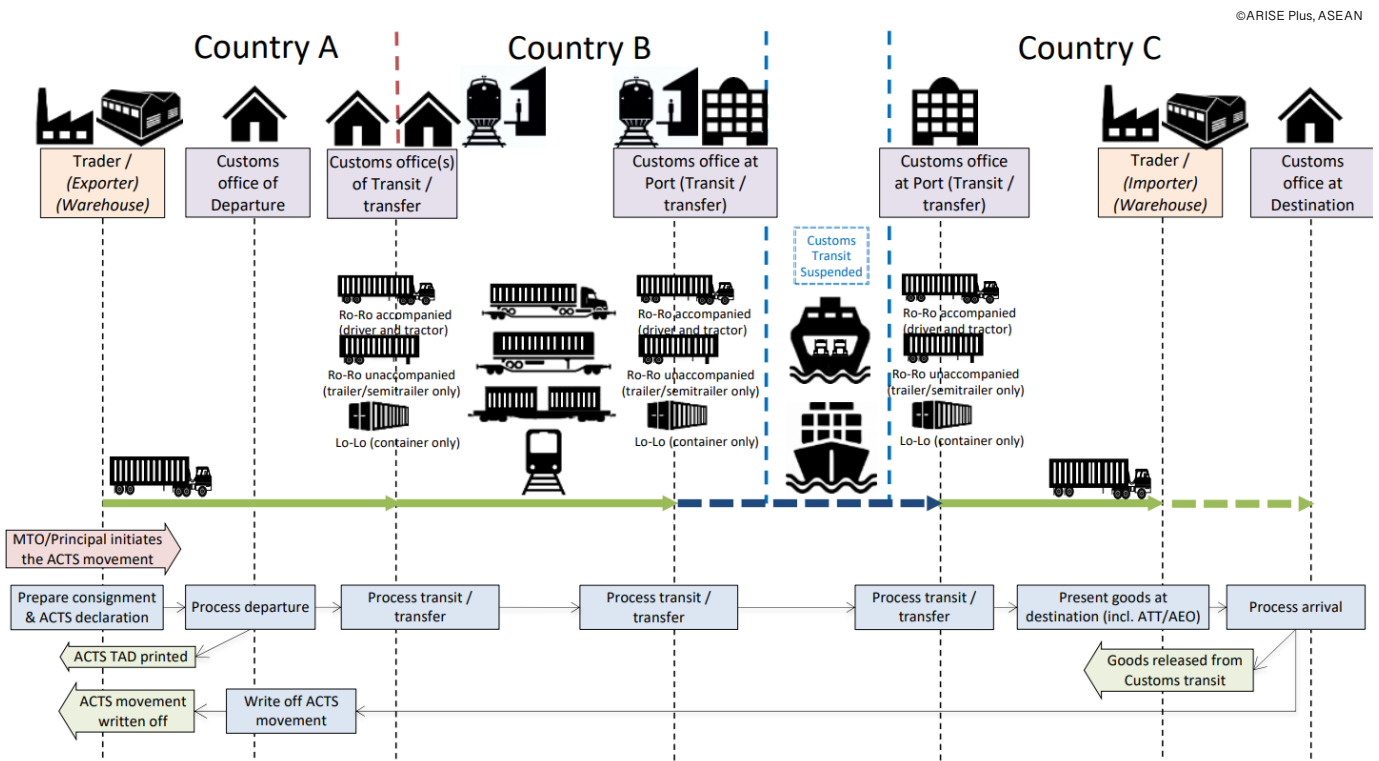 ©ARISE Plus, ASEAN
Country A
Country B
Country C
Trader /
(Exporter)
(Warehouse)
Customs
office of
Departure
Customs office(s)
of Transit /
transfer
Customs office at
Port (Transit /
transfer)
Customs office
at Port (Transit /
transfer)
Trader /
(Importer)
(Warehouse)
Customs
office at
Destination
Customs
Transit
Suspended
Ro-Ro accompanied
(driver and tractor)
Ro-Ro unaccompanied
(trailer/semitrailer only)
Lo-Lo (container only)
Ro-Ro accompanied
(driver and tractor)
Ro-Ro unaccompanied
(trailer/semitrailer only)
Lo-Lo (container only)
Ro-Ro accompanied
(driver and tractor)
Ro-Ro unaccompanied
(trailer/semitrailer only)
Lo-Lo (container only)
MTO/Principal initiates
the ACTS movement
Prepare consignment
& ACTS declaration
Process departure
Process transit /
transfer
Process transit /
transfer
Process transit /
transfer
Present goods at
destination (incl. ATT/AEO)
Process arrival
ACTS TAD printed
Goods released from
Customs transit
ACTS movement
written off
Write off ACTS
movement